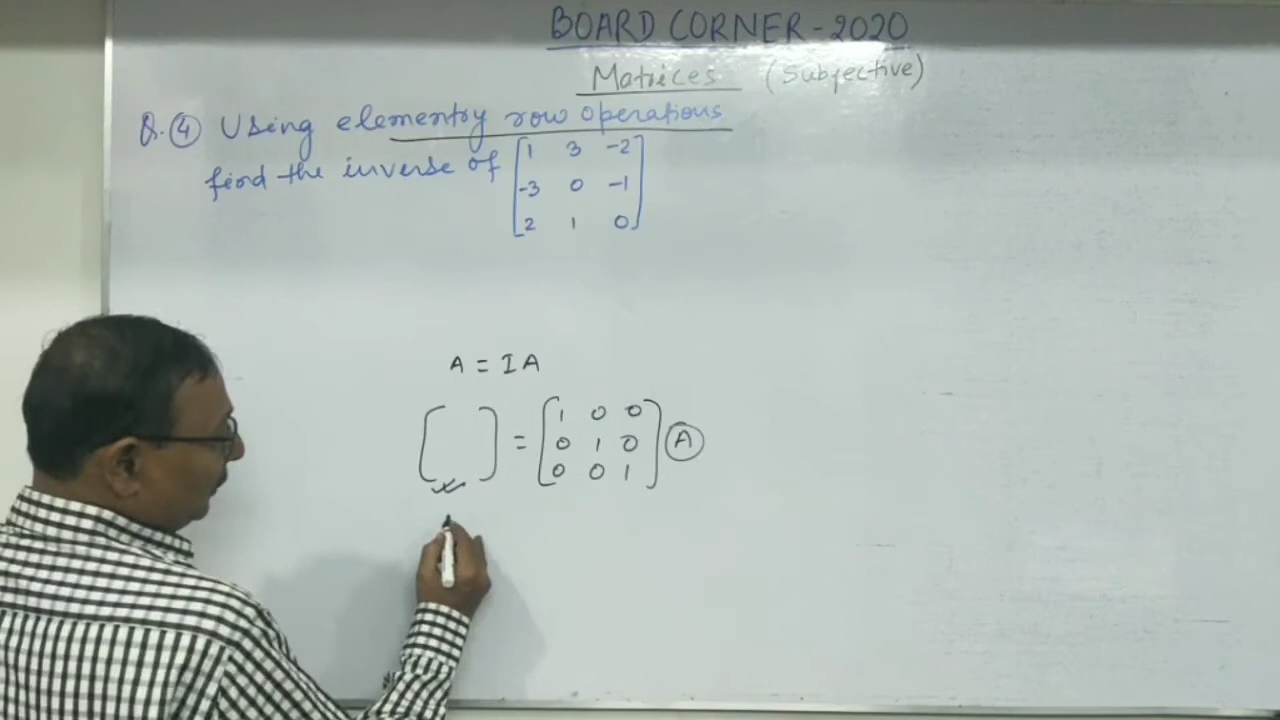 BOARD CORNER - 2020
Matrices (Subjective)
Q. 4 Using elementry row operations
find the inverse of [1 3 -2]
[-3 0 -1]
[2 1 0]
A = I A
[ ] = [1 0 0] A
[0 1 0]
[0 0 1]